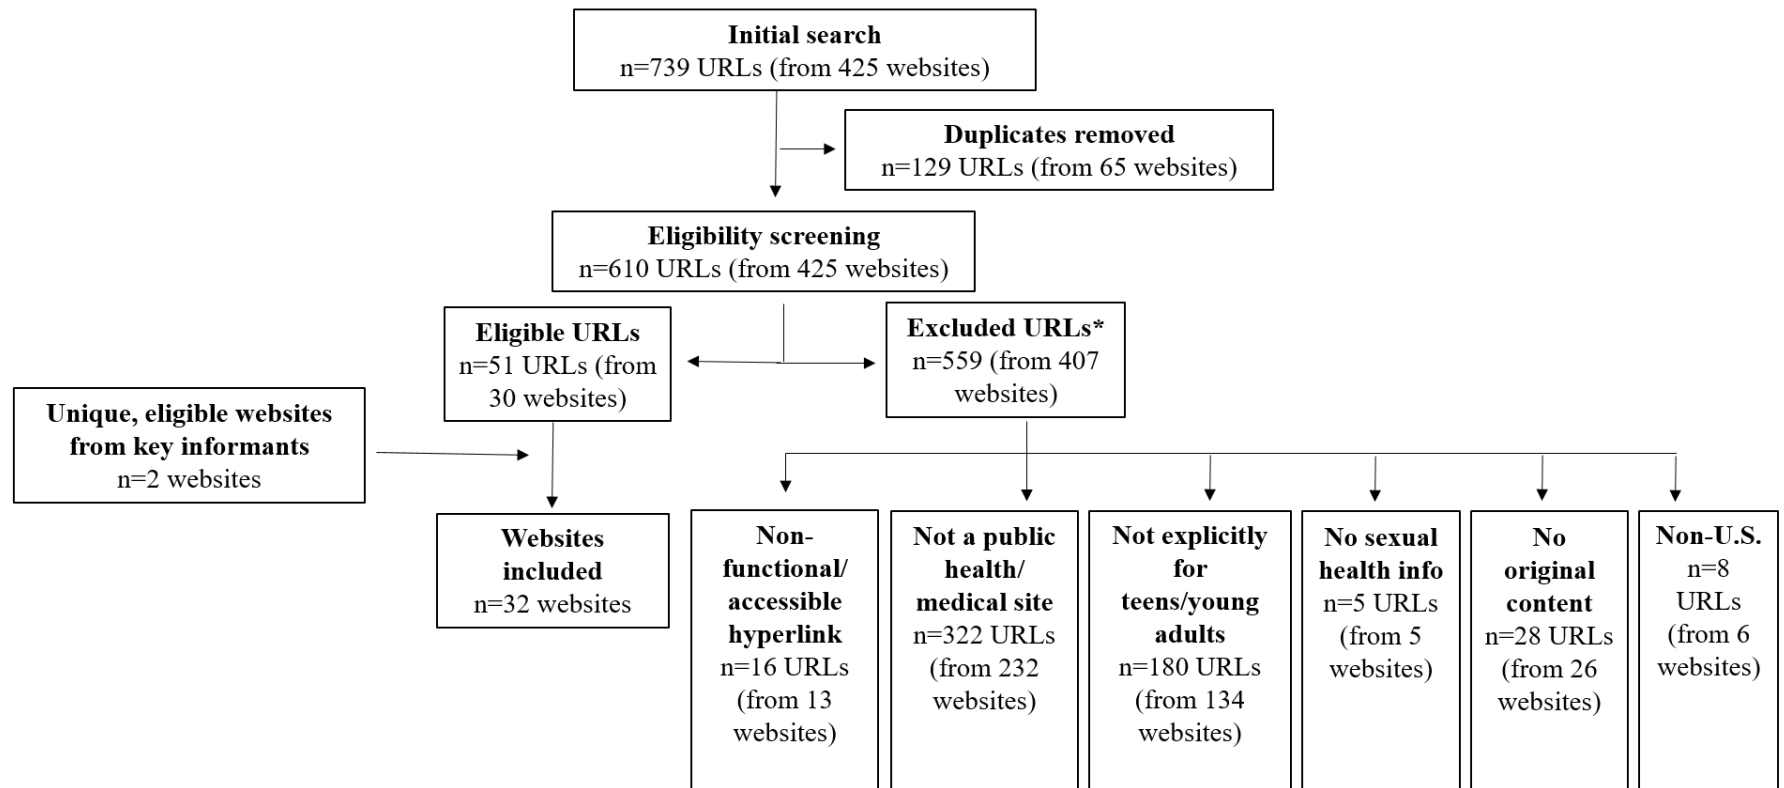 Initial search
n=739 URLs (from 425 websites)
Duplicates removed
n=129 URLs (from 65 websites)
Eligibility screening
n=610 URLs (from 425 websites)
Eligible URLs
n=51 URLs (from
30 websites)
Excluded URLs*
n=559 (from 407
websites)
Unique, eligible websites
from key informants
n=2 websites
Websites
included
n=32 websites
Non-
functional/
accessible
hyperlink
n=16 URLs
(from 13
websites)
Not a public
health/
medical site
n=322 URLs
(from 232
websites)
Not explicitly
for
teens/young
adults
n=180 URLs
(from 134
websites)
No sexual
health info
n=5 URLs
(from 5
websites)
No
original
content
n=28 URLs
(from 26
websites)
Non-U.S.
n=8
URLs
(from 6
websites)